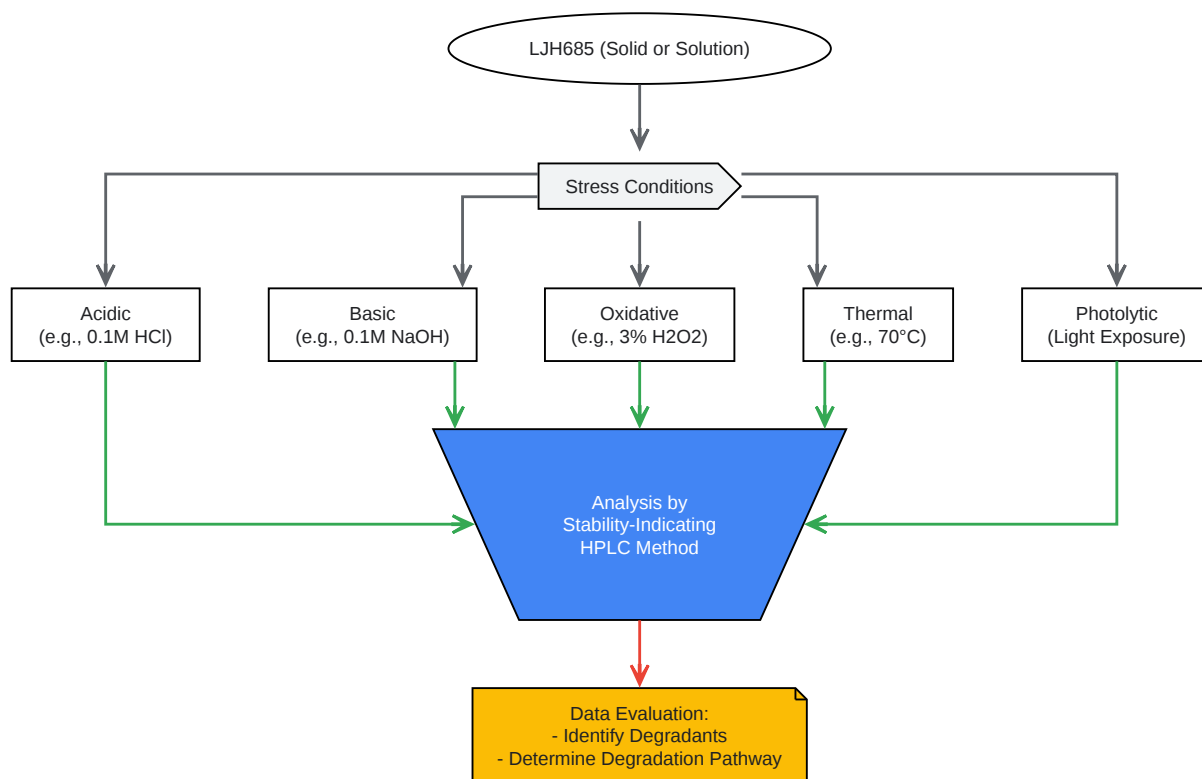 LJH685 (Solid or Solution)
Stress Conditions
Acidic
(e.g., 0.1M HCl)
Basic
(e.g., 0.1M NaOH)
Oxidative
(e.g., 3% H2O2)
Thermal
(e.g., 70°C)
Photolytic
(Light Exposure)
Analysis by
Stability-Indicating
HPLC Method
Data Evaluation:
- Identify Degradants
- Determine Degradation Pathway